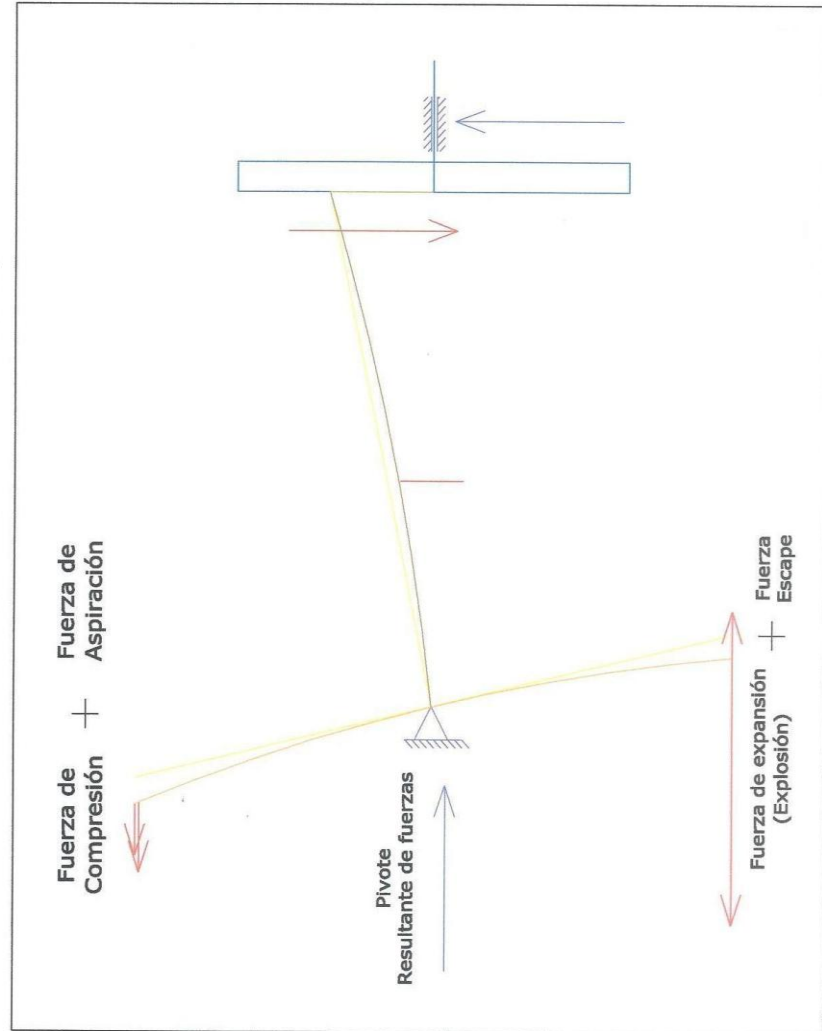 Fuerza de
Compresión
+
Fuerza de
Aspiración
Pivote
Resultante de fuerzas
Fuerza de expansión
(Explosión)
+
Fuerza
Escape